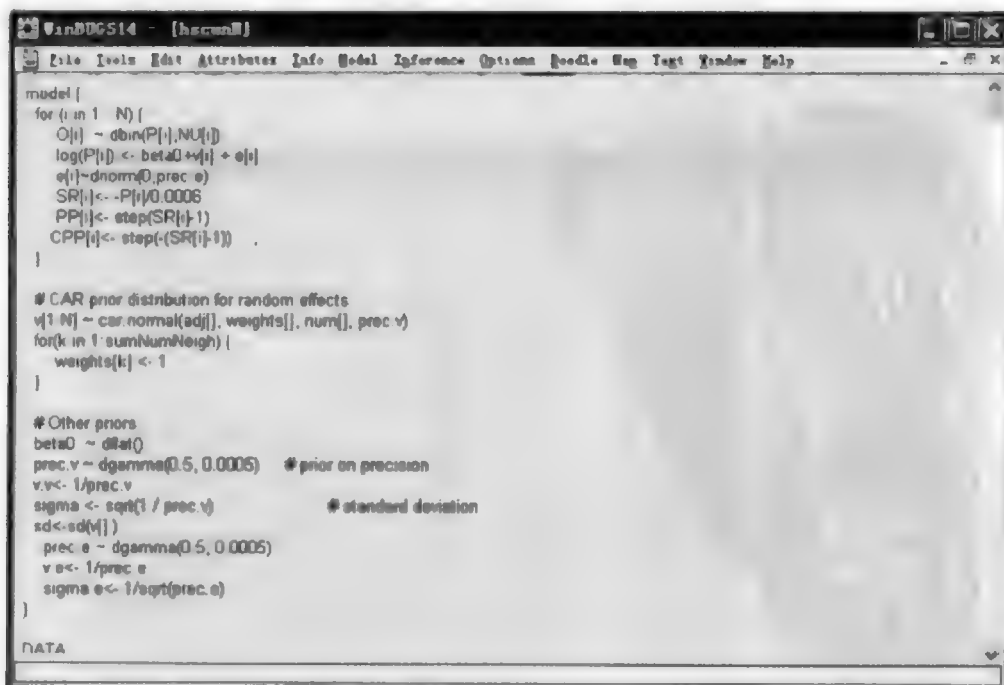 WinBUGS14 - [hscunM]
File Tools Edit Attributes Info Model Inference Options Doodle Map Text Window Help
model {
for (i in 1 N) {
O[i] ~ dbin(P[i],NU[i])
log(P[i]) <- beta0+v[i] + e[i]
e[i]~dnorm(0,prec e)
SR[i]<- -P[i]/0.0006
PP[i]<- step(SR[i]-1)
CPP[i]<- step(-(SR[i]-1))
}
# CAR prior distribution for random effects
v[1 N] ~ car.normal(adj[], weights[], num[], prec v)
for(k in 1 sumNumNeigh) {
weights[k] <- 1
}
# Other priors
beta0 ~ dflat()
prec.v ~ dgamma(0.5, 0.0005) # prior on precision
v.v<- 1/prec.v
sigma <- sqrt(1 / prec.v) # standard deviation
sd<-sd(v[] )
prec e ~ dgamma(0 5, 0.0005)
v e<- 1/prec e
sigma e<- 1/sqrt(prec.e)
}
DATA